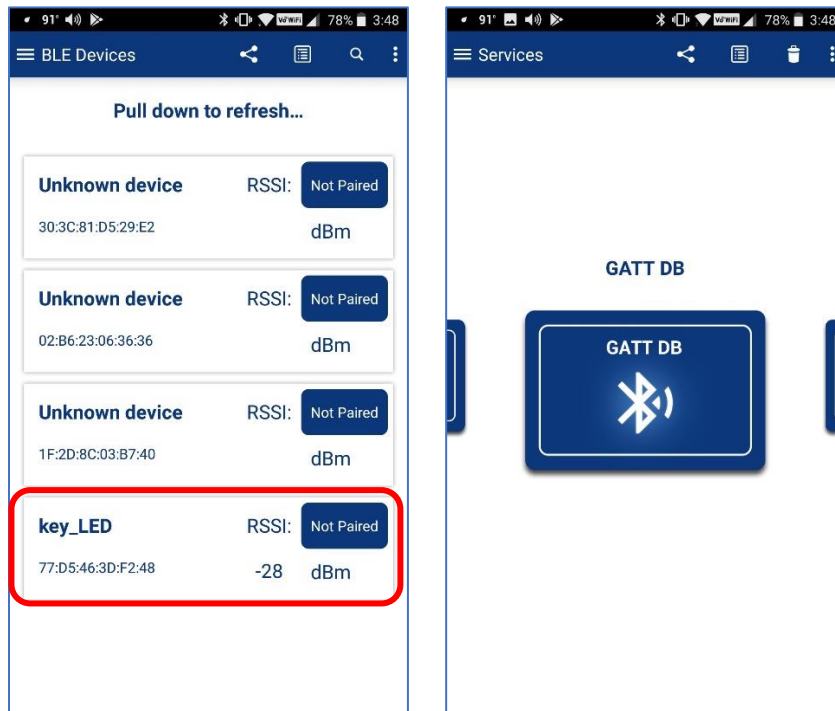 91° VoWiFi 78% 3:48
BLE Devices
Pull down to refresh...
Unknown device RSSI: Not Paired
30:3C:81:D5:29:E2 dBm
Unknown device RSSI: Not Paired
02:B6:23:06:36:36 dBm
Unknown device RSSI: Not Paired
1F:2D:8C:03:B7:40 dBm
key_LED RSSI: Not Paired
77:D5:46:3D:F2:48 -28 dBm
91° VoWiFi 78% 3:48
Services
GATT DB
GATT DB